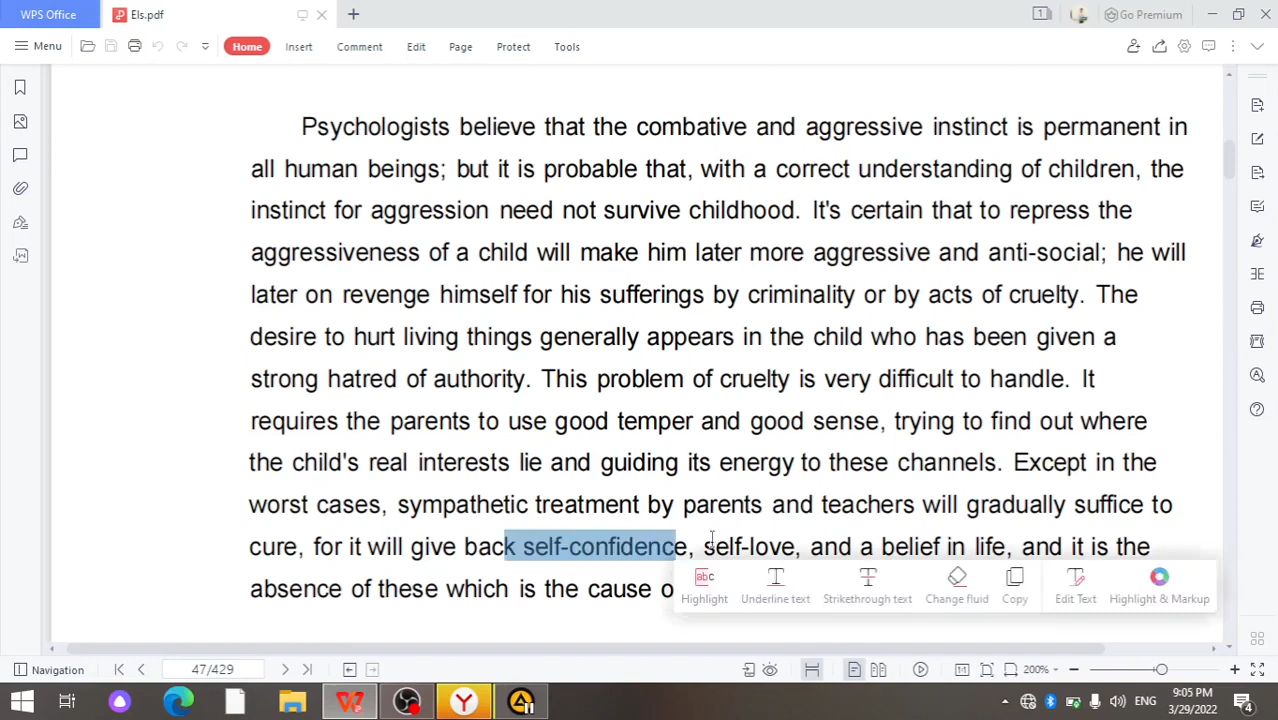 WPS Office
Els.pdf
Go Premium
Menu
Home
Insert
Comment
Edit
Page
Protect
Tools
Psychologists believe that the combative and aggressive instinct is permanent in
all human beings; but it is probable that, with a correct understanding of children, the
instinct for aggression need not survive childhood. It's certain that to repress the
aggressiveness of a child will make him later more aggressive and anti-social; he will
later on revenge himself for his sufferings by criminality or by acts of cruelty. The
desire to hurt living things generally appears in the child who has been given a
strong hatred of authority. This problem of cruelty is very difficult to handle. It
requires the parents to use good temper and good sense, trying to find out where
the child's real interests lie and guiding its energy to these channels. Except in the
worst cases, sympathetic treatment by parents and teachers will gradually suffice to
cure, for it will give back self-confidence, self-love, and a belief in life, and it is the
absence of these which is the cause o
abc
Highlight
Underline text
Strikethrough text
Change fluid
Copy
Edit Text
Highlight & Markup
Navigation
47/429
200%
ENG
9:05 PM
3/29/2022
4